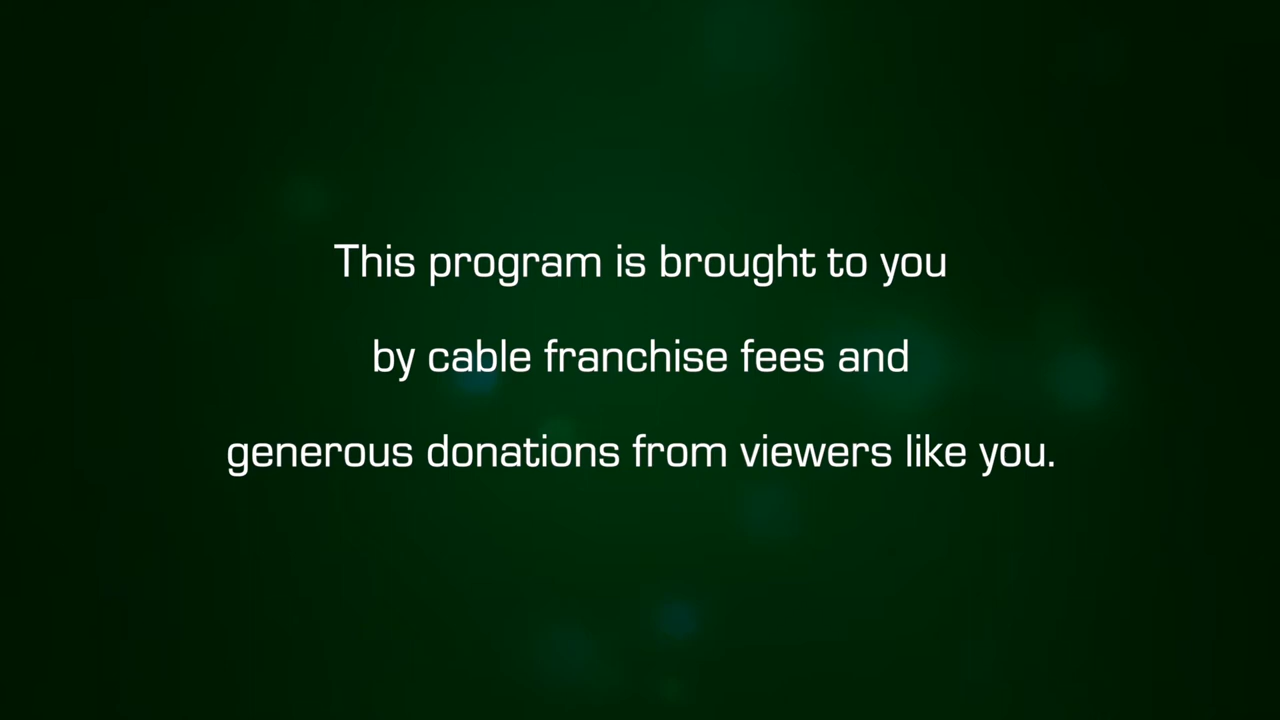 This program is brought to you
by cable franchise fees and
generous donations from viewers like you.